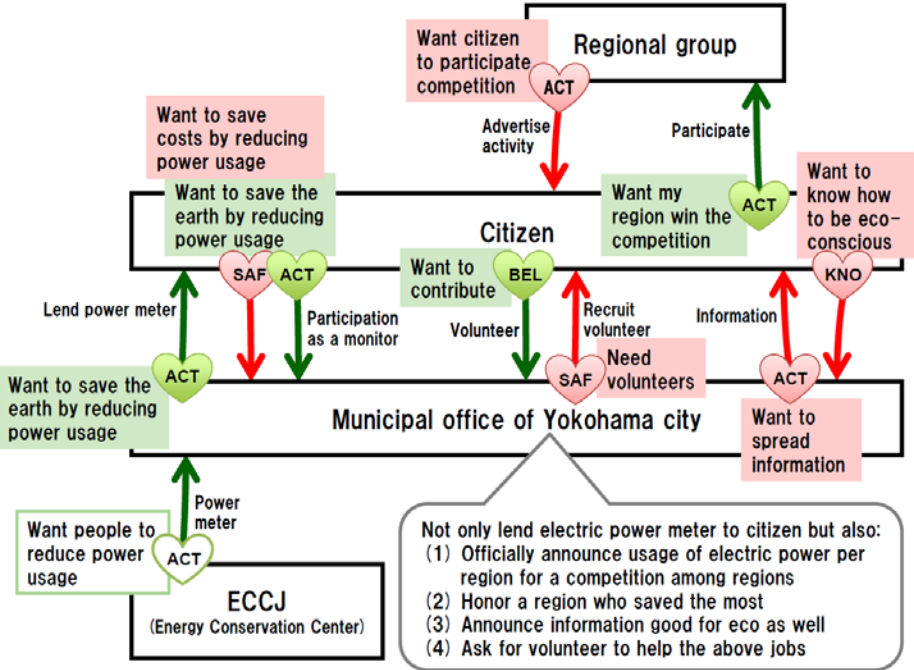 Regional group
Want citizen
to participate
competition
ACT
Advertise
activity
Participate
Want to save
costs by reducing
power usage
Want to save the
earth by reducing
power usage
Citizen
Want my
region win the
competition
ACT
Want to
know how
to be eco-
conscious
SAF
ACT
Want to
contribute
BEL
KNO
Lend power meter
Participation
as a monitor
Volunteer
Recruit
volunteer
Information
Want to save the
earth by reducing
power usage
ACT
SAF
Need
volunteers
ACT
Want to
spread
information
Municipal office of Yokohama city
Power
meter
Want people to
reduce power
usage
ACT
ECCJ
(Energy Conservation Center)
Not only lend electric power meter to citizen but also:
(1) Officially announce usage of electric power per
region for a competition among regions
(2) Honor a region who saved the most
(3) Announce information good for eco as well
(4) Ask for volunteer to help the above jobs